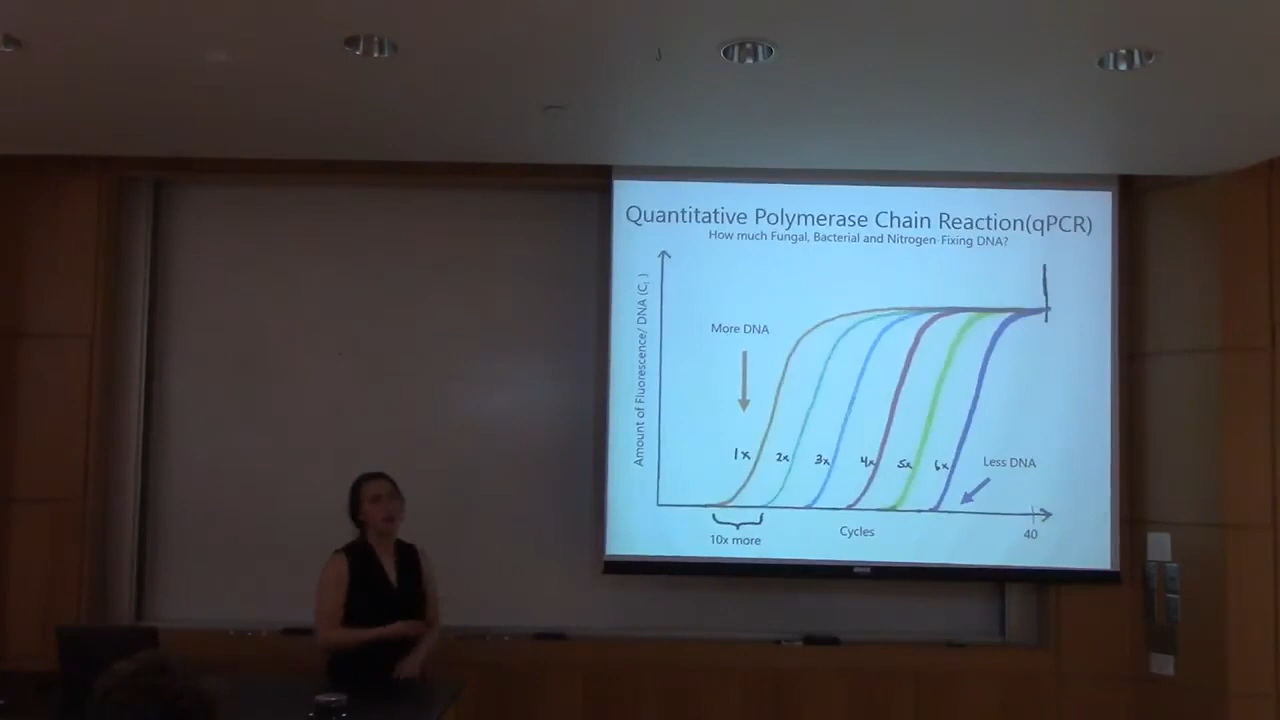 Quantitative Polymerase Chain Reaction(qPCR)
How much Fungal, Bacterial and Nitrogen-Fixing DNA?
Amount of Fluorescence/ DNA (Ct )
More DNA
1x
2x
3x
4x
5x
6x
Less DNA
10x more
Cycles
40